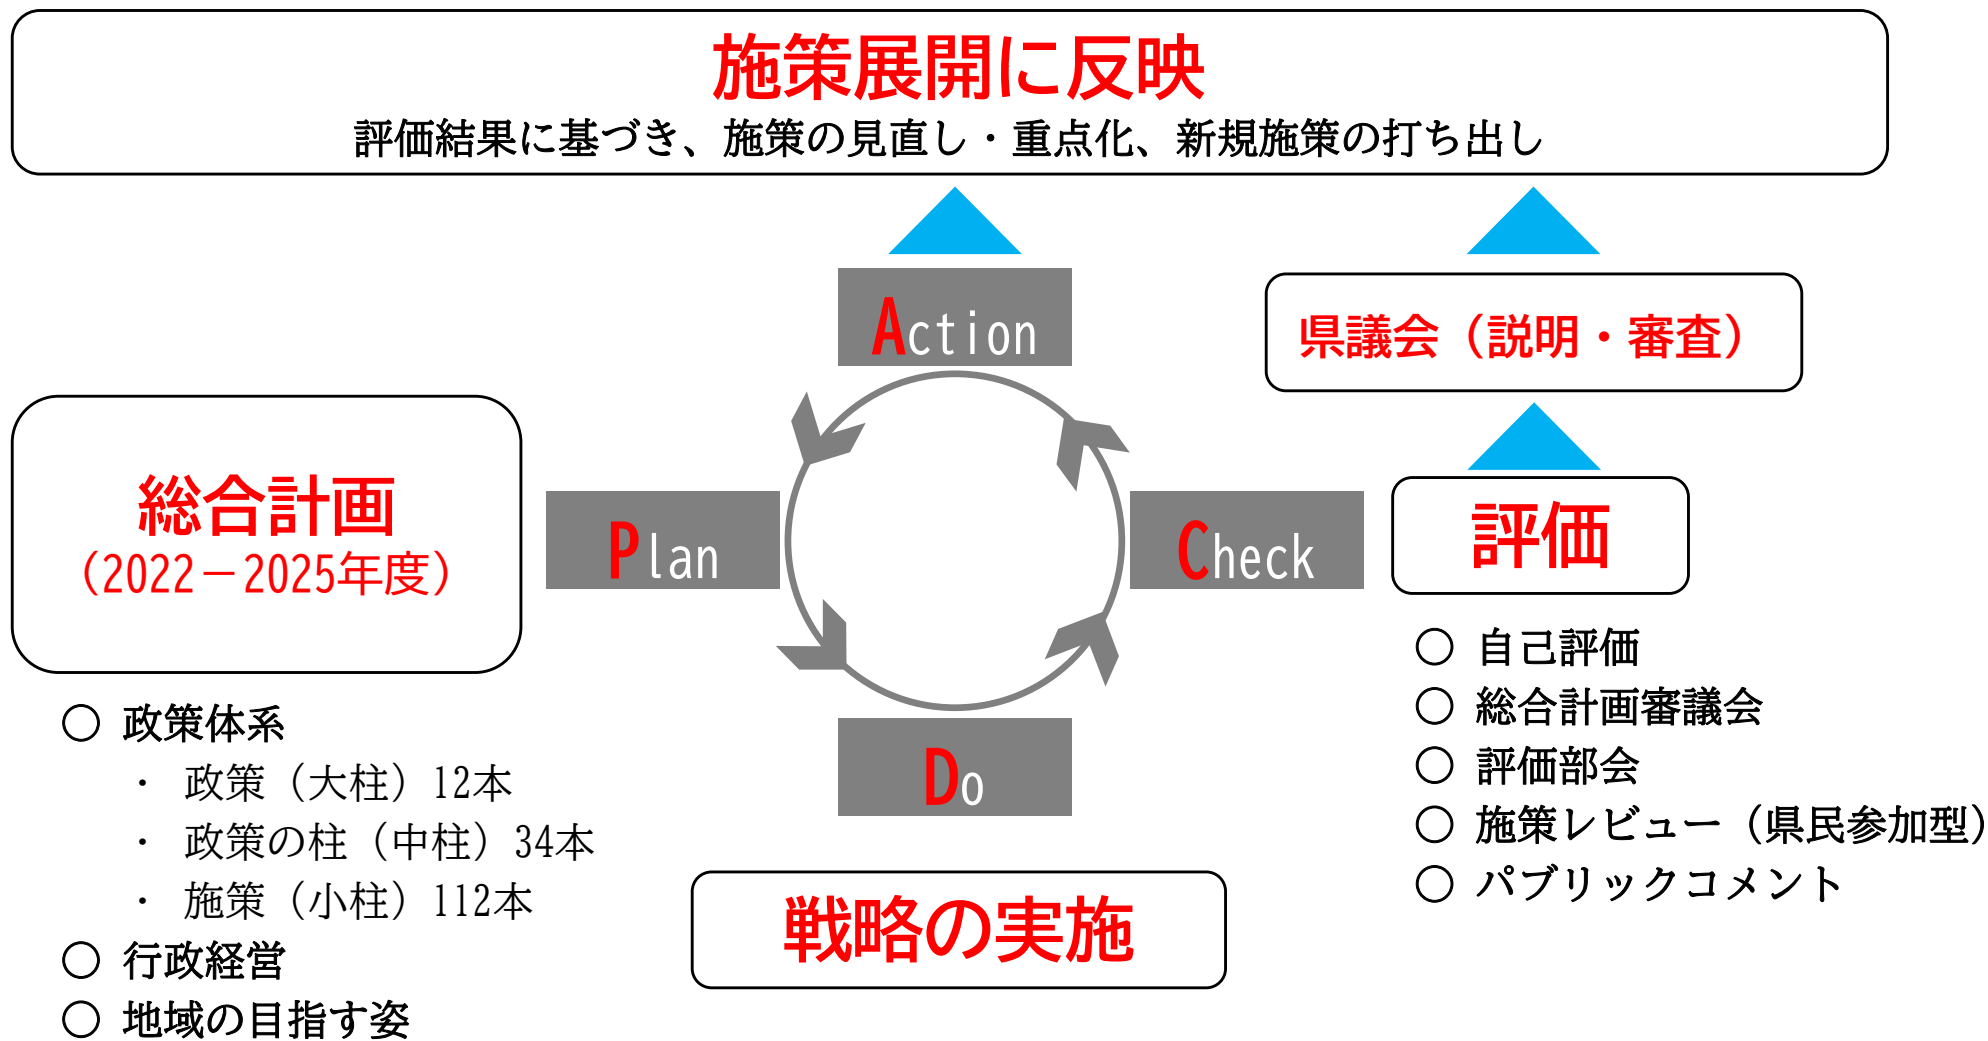 施策展開に反映
評価結果に基づき、施策の見直し・重点化、新規施策の打ち出し
Action
県議会（説明・審査）
総合計画
（2022－2025年度）
Plan
Check
評価
○ 自己評価
○ 総合計画審議会
○ 評価部会
○ 施策レビュー（県民参加型）
○ パブリックコメント
○ 政策体系
・ 政策（大柱）12本
・ 政策の柱（中柱）34本
・ 施策（小柱）112本
○ 行政経営
○ 地域の目指す姿
Do
戦略の実施